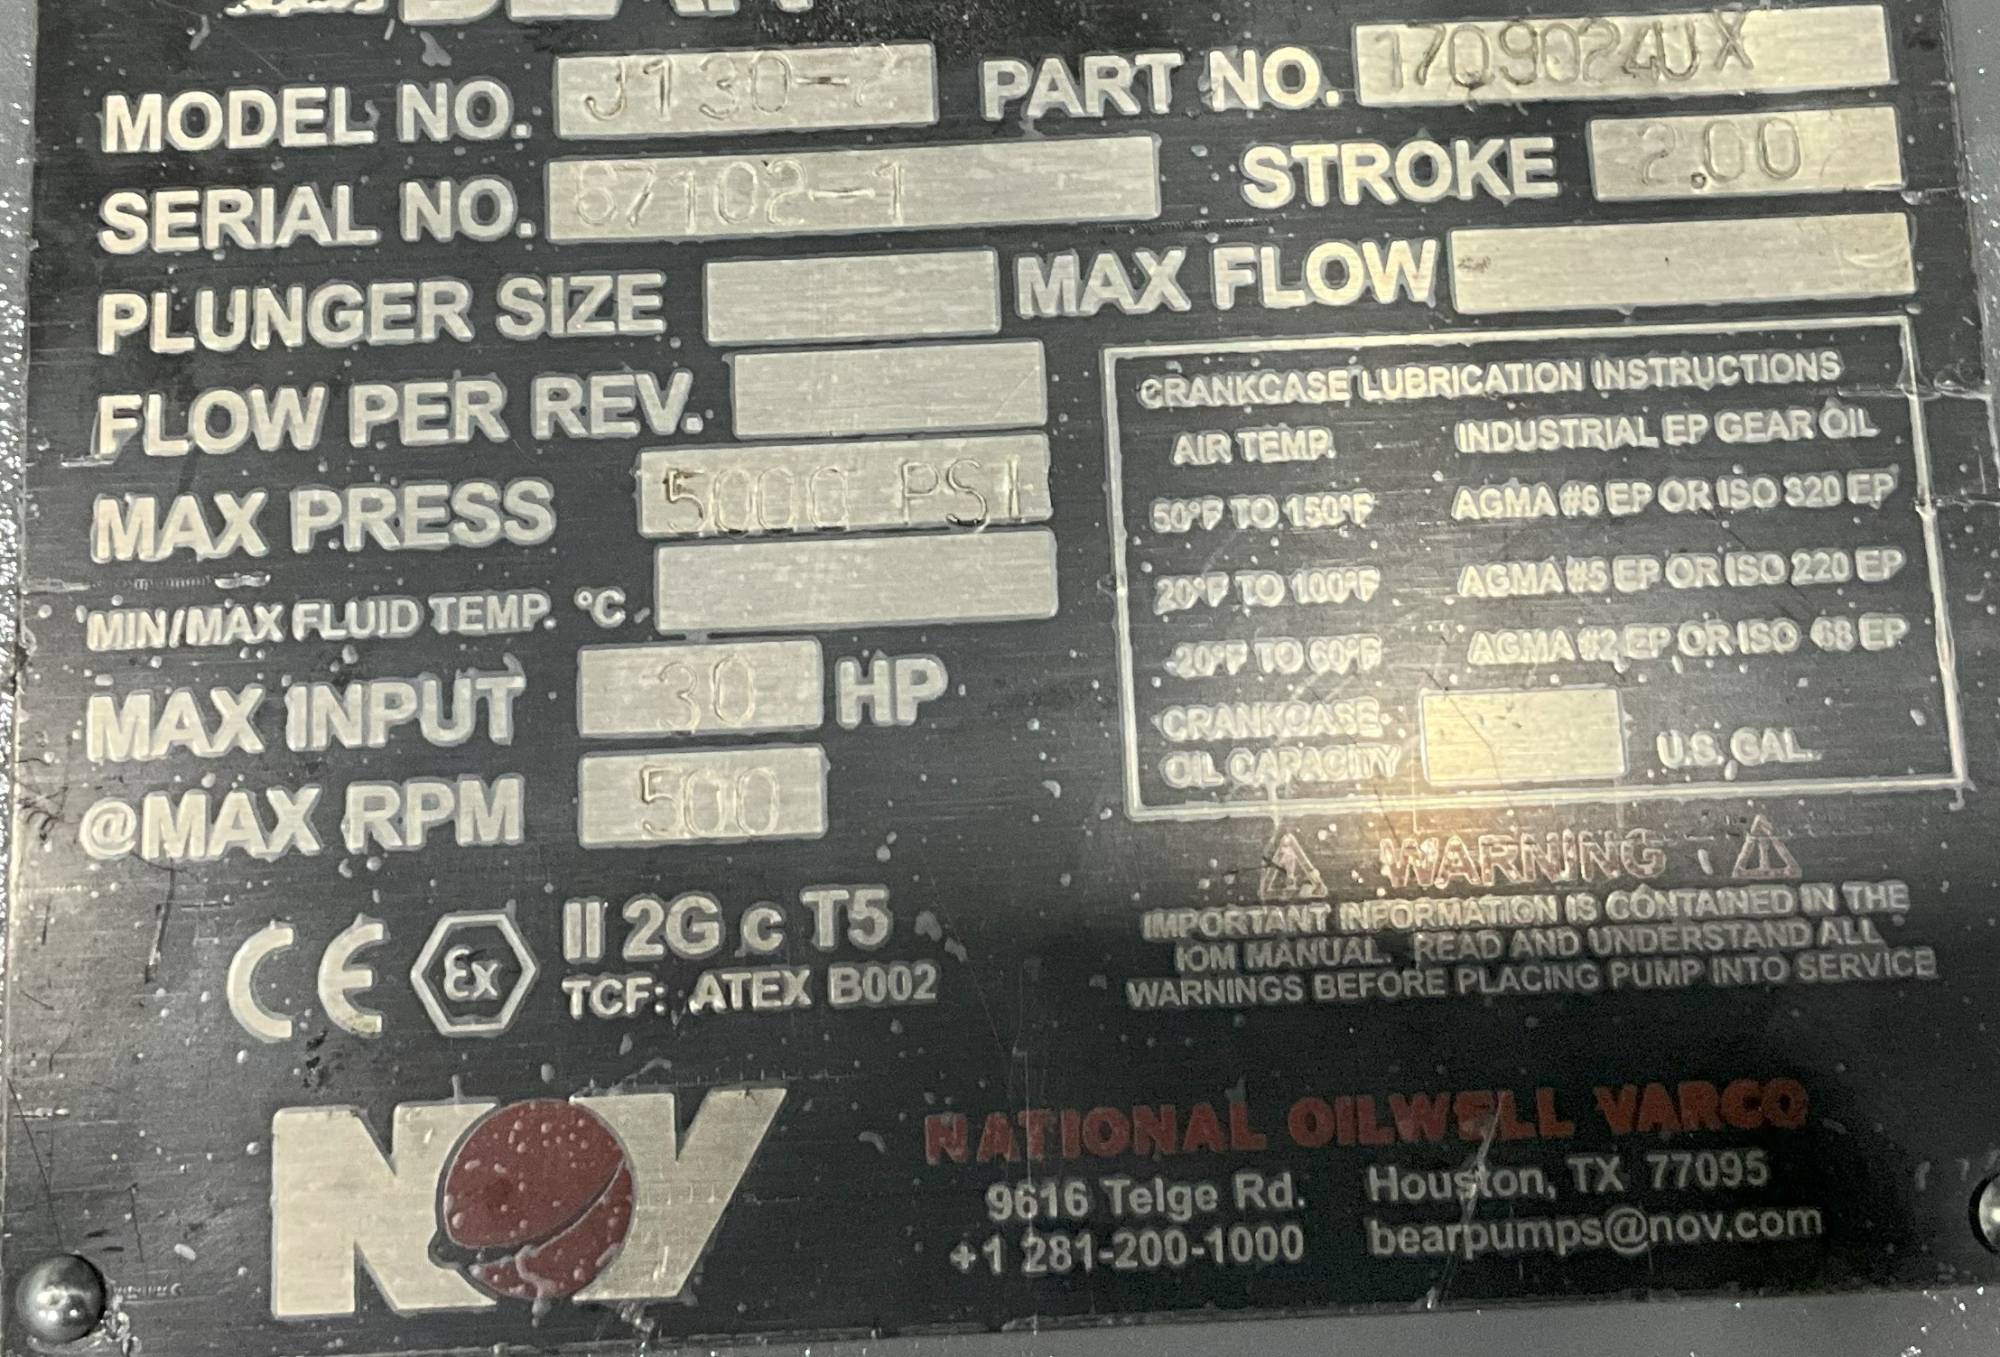 MODEL NO. J130- PART NO. 17Q9024UX
SERIAL NO. 67102-1 STROKE 2.00
PLUNGER SIZE MAX FLOW
FLOW PER REV.
MAX PRESS 5000 PSI
MIN/MAX FLUID TEMP. °C
MAX INPUT 30 HP
@MAX RPM 500
CRANKCASE LUBRICATION INSTRUCTIONS
AIR TEMP. INDUSTRIAL EP GEAR OIL
50°F TO 150°F AGMA #6 EP OR ISO 320 EP
20°F TO 100°F AGMA #5 EP OR ISO 220 EP
-20°F TO 60°F AGMA #2 EP OR ISO 68 EP
CRANKCASE
OIL CAPACITY U.S. GAL.
WARNING
IMPORTANT INFORMATION IS CONTAINED IN THE
IOM MANUAL. READ AND UNDERSTAND ALL
WARNINGS BEFORE PLACING PUMP INTO SERVICE
CE Ex II 2G c T5
TCF: ATEX B002
NOV
NATIONAL OILWELL VARCO
9616 Telge Rd. Houston, TX 77095
+1 281-200-1000 bearpumps@nov.com